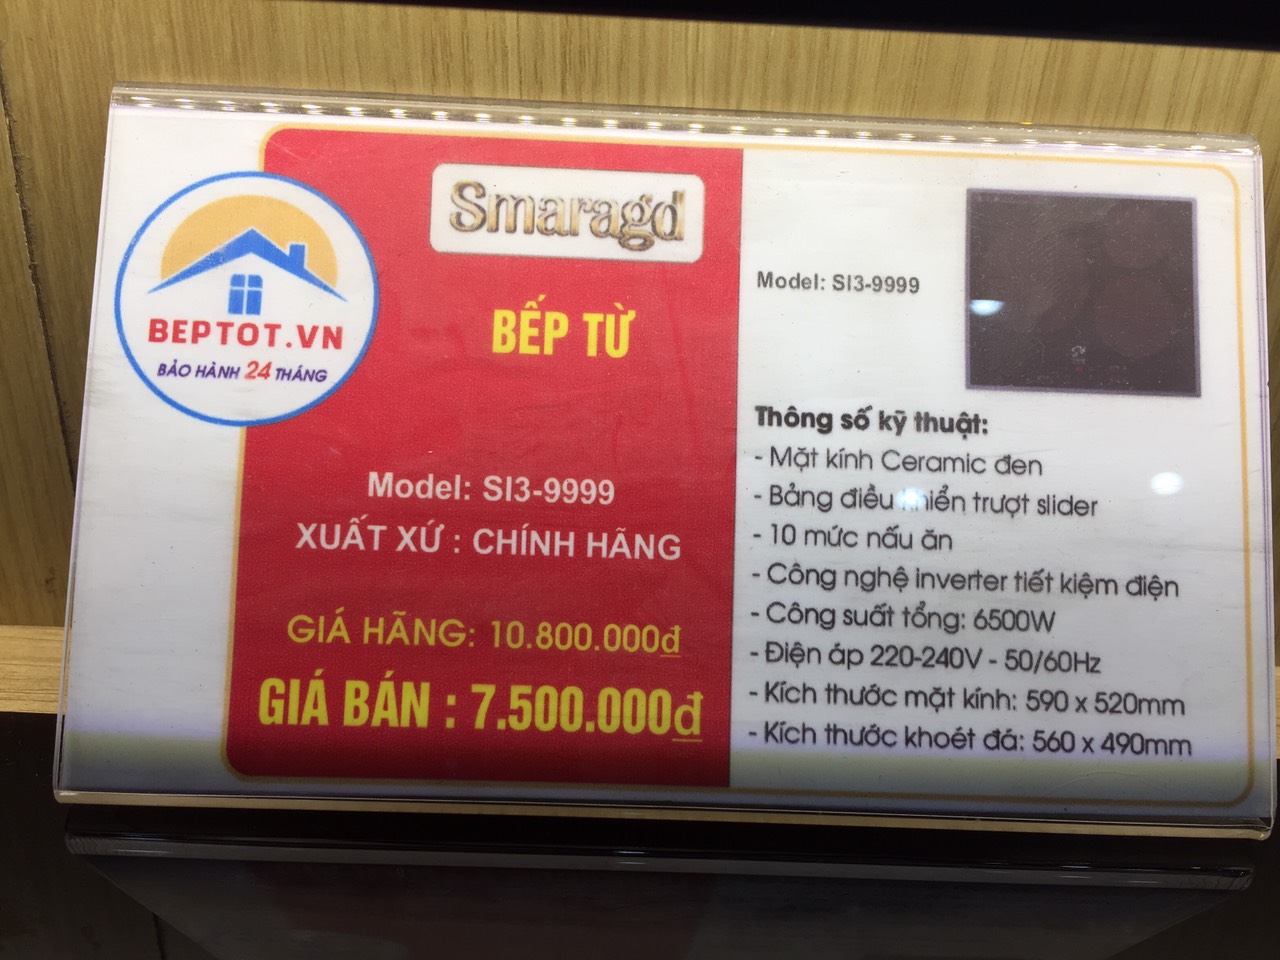 BEPTOT.VN
BẢO HÀNH 24 THÁNG
Smaragd
BẾP TỪ
Model: SI3-9999
XUẤT XỨ : CHÍNH HÃNG
GIÁ HÃNG: 10.800.000đ
GIÁ BÁN : 7.500.000đ
Model: SI3-9999
Thông số kỹ thuật:
- Mặt kính Ceramic đen
- Bảng điều khiển trượt slider
- 10 mức nấu ăn
- Công nghệ inverter tiết kiệm điện
- Công suất tổng: 6500W
- Điện áp 220-240V - 50/60Hz
- Kích thước mặt kính: 590 x 520mm
- Kích thước khoét đá: 560 x 490mm